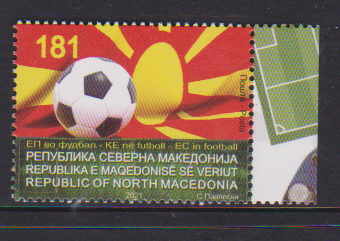 181
Пошта
ЕП во фудбал - KE në futboll - EC in football
РЕПУБЛИКА СЕВЕРНА МАКЕДОНИЈА
REPUBLIKA E MAQEDONISË SË VERIUT
REPUBLIC OF NORTH MACEDONIA
2021